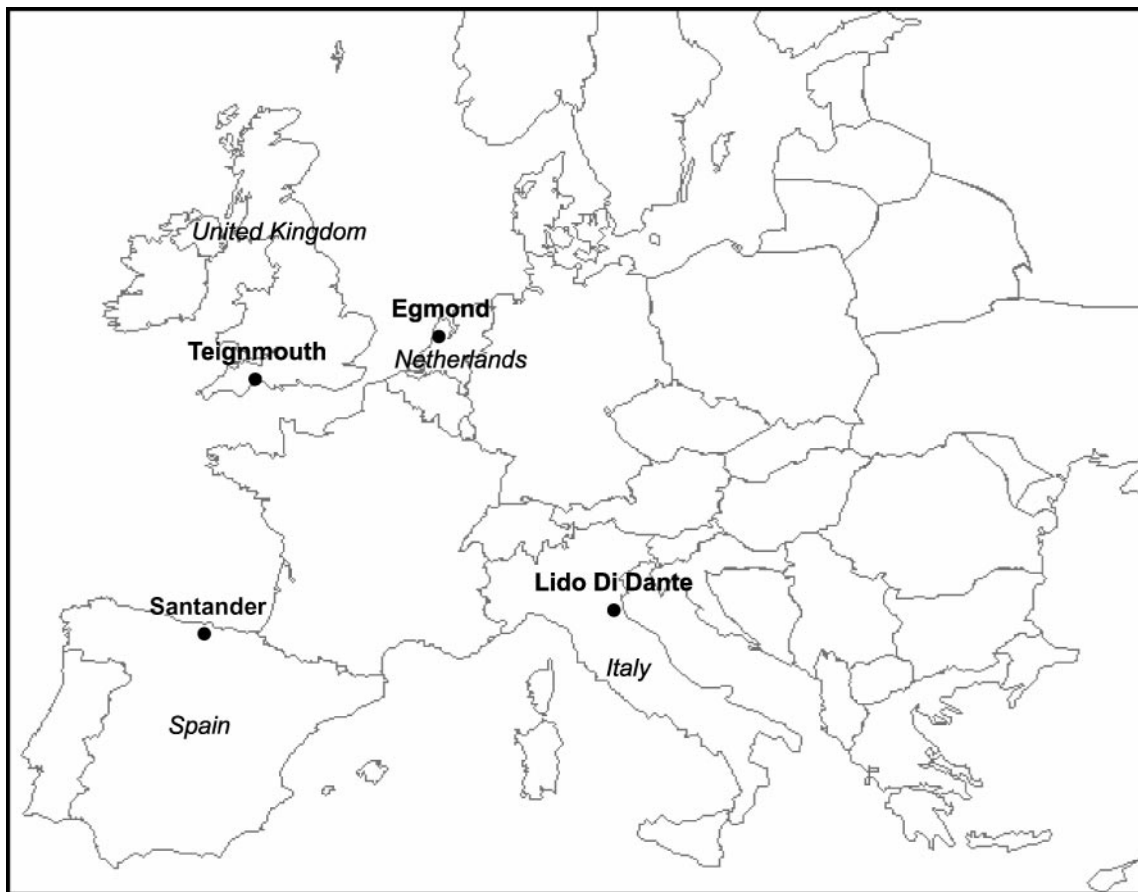 United Kingdom
Egmond
Teignmouth
Netherlands
Lido Di Dante
Santander
Italy
Spain